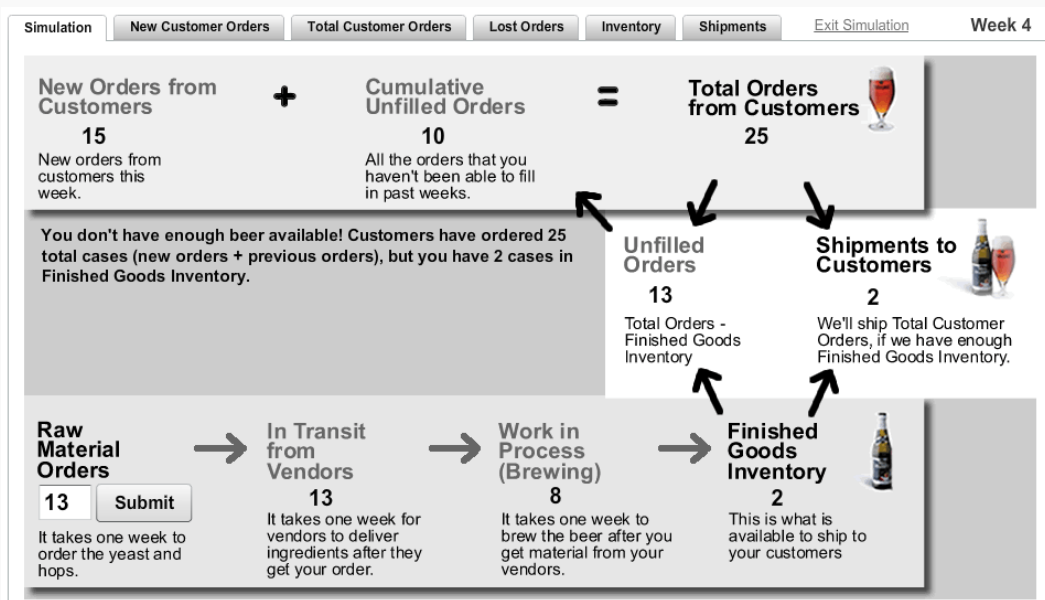 Simulation
New Customer Orders
Total Customer Orders
Lost Orders
Inventory
Shipments
Exit Simulation
Week 4
New Orders from
Customers
15
New orders from
customers this
week.
+
Cumulative
Unfilled Orders
10
All the orders that you
haven't been able to fill
in past weeks.
=
Total Orders
from Customers
25
You don't have enough beer available! Customers have ordered 25
total cases (new orders + previous orders), but you have 2 cases in
Finished Goods Inventory.
Unfilled
Orders
13
Total Orders -
Finished Goods
Inventory
Shipments to
Customers
2
We'll ship Total Customer
Orders, if we have enough
Finished Goods Inventory.
Raw
Material
Orders
13
Submit
It takes one week to
order the yeast and
hops.
In Transit
from
Vendors
13
It takes one week for
vendors to deliver
ingredients after they
get your order.
Work in
Process
(Brewing)
8
It takes one week to
brew the beer after you
get material from your
vendors.
Finished
Goods
Inventory
2
This is what is
available to ship to
your customers